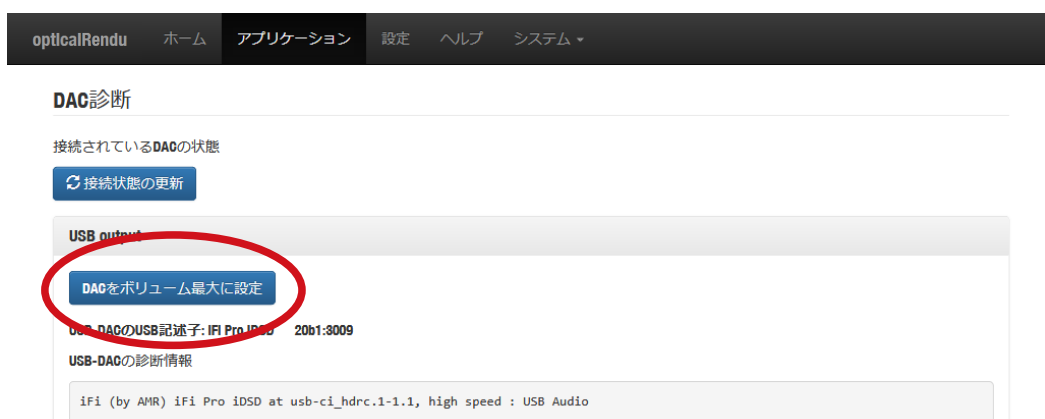 opticalRendu ホーム アプリケーション 設定 ヘルプ システム
DAC診断
接続されているDACの状態
接続状態の更新
USB output
DACをボリューム最大に設定
USB-DACのUSB記述子: iFi Pro iDSD 20b1:3009
USB-DACの診断情報
iFi (by AMR) iFi Pro iDSD at usb-ci_hdrc.1-1.1, high speed : USB Audio